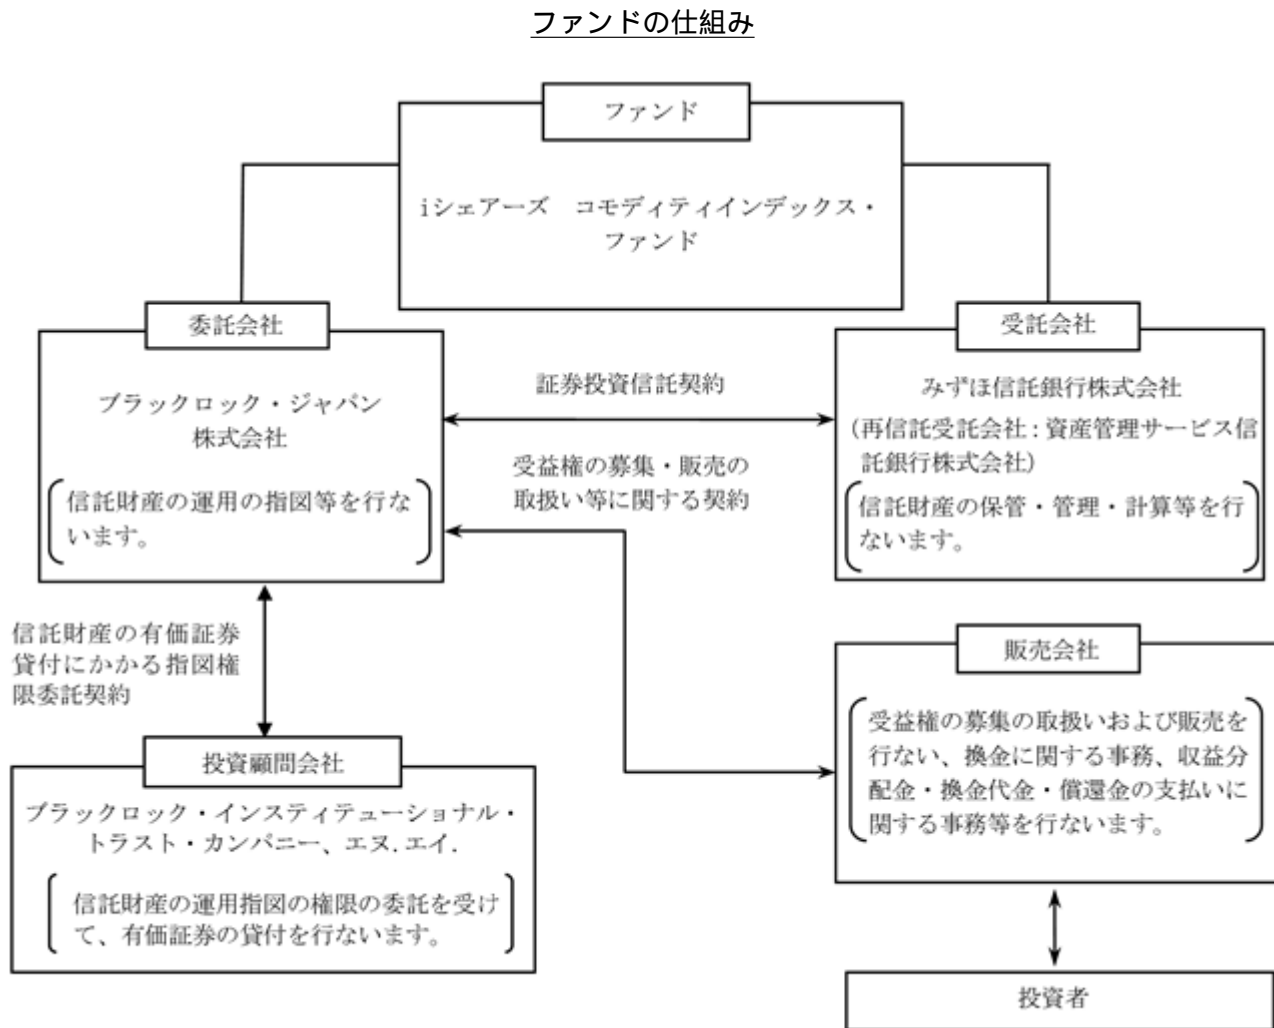 ファンドの仕組み
ファンド
iシェアーズ　コモディティインデックス・
ファンド
委託会社
ブラックロック・ジャパン
株式会社
信託財産の運用の指図等を行な
います。
証券投資信託契約
受益権の募集・販売の
取扱い等に関する契約
受託会社
みずほ信託銀行株式会社
(再信託受託会社：資産管理サービス信
託銀行株式会社)
信託財産の保管・管理・計算等を行
ないます。
信託財産の有価証券
貸付にかかる指図権
限委託契約
投資顧問会社
ブラックロック・インスティテューショナル・
トラスト・カンパニー、エヌ.エイ.
信託財産の運用指図の権限の委託を受け
て、有価証券の貸付を行ないます。
販売会社
受益権の募集の取扱いおよび販売を
行ない、換金に関する事務、収益分
配金・換金代金・償還金の支払いに
関する事務等を行ないます。
投資者